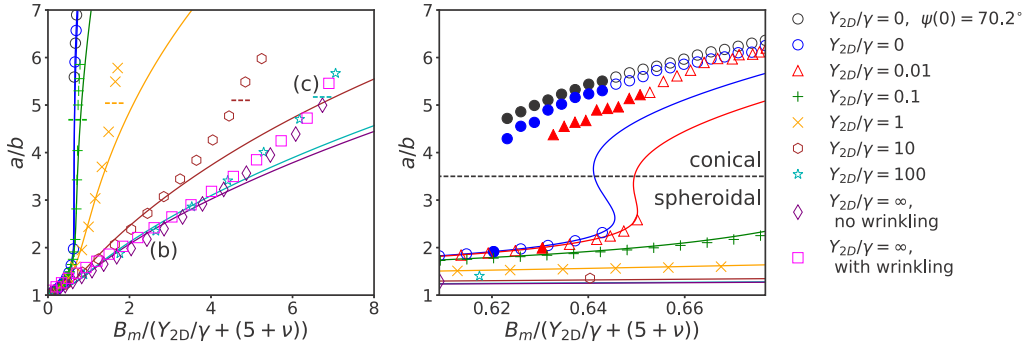 7
6
5
4
3
2
1
a/b
0
2
4
6
8
B_m/(Y_2D/γ + (5 + ν))
(b)
(c)
7
6
5
4
3
2
1
a/b
0.62
0.64
0.66
B_m/(Y_2D/γ + (5 + ν))
conical
spheroidal
Y_2D/γ = 0, ψ(0) = 70.2°
Y_2D/γ = 0
Y_2D/γ = 0.01
Y_2D/γ = 0.1
Y_2D/γ = 1
Y_2D/γ = 10
Y_2D/γ = 100
Y_2D/γ = ∞,
no wrinkling
Y_2D/γ = ∞,
with wrinkling